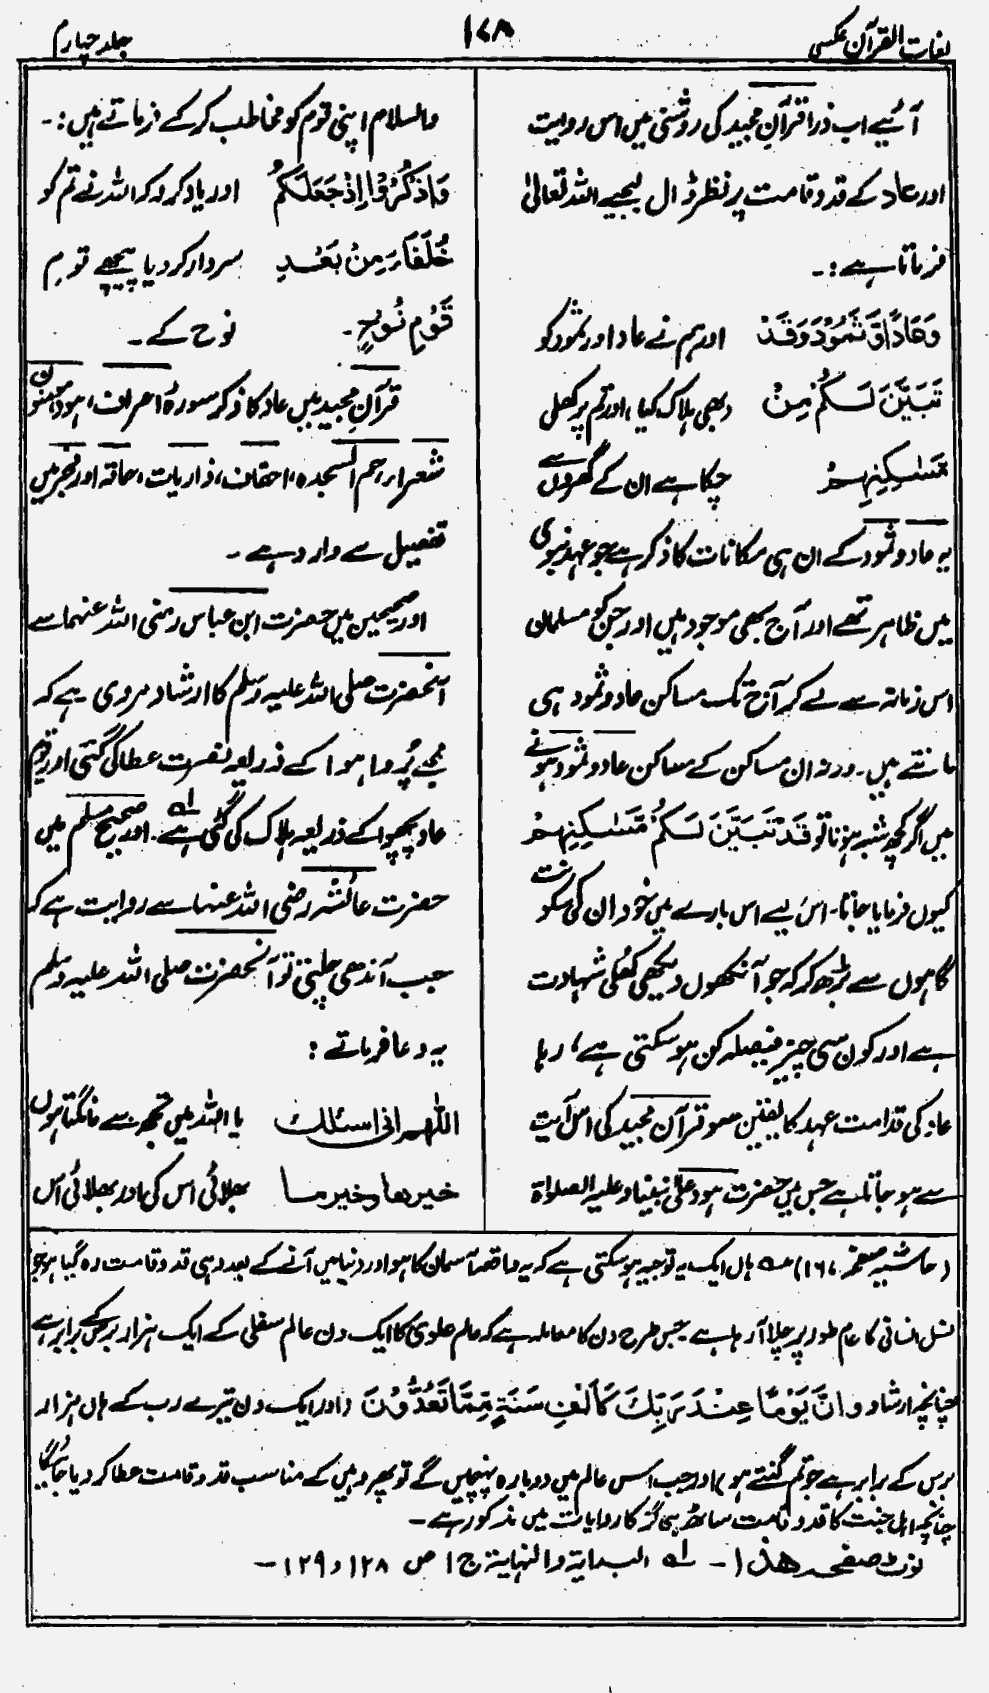 لغات القرآن عکسی
۱۶۸
جلد چہارم
آئیے اب ذرا قرآن مجید کی روشنی میں اس روایت
اور عاد کے قد و قامت پر نظر ڈال لیجیے اللہ تعالیٰ
فرماتا ہے:۔
وَعَادًا وَّثَمُوْدَ وَقَدْ اور ہم نے عاد اور ثمود کو
تَّبَيَّنَ لَكُمْ مِنْ (بھی ہلاک کیا) اور تم پر کھل
مَّسٰكِنِهِمْ چکا ہے ان کے گھروں سے
یہ عاد و ثمود کے ان ہی مکانات کا ذکر ہے جو عہد نبوی
میں ظاہر تھے اور آج بھی موجود ہیں اور جن کو مسلمان
اس زمانہ سے لے کر آج تک مساکن عاد و ثمود ہی
مانتے ہیں۔ ورنہ ان مساکن کے مساکن عاد و ثمود ہونے
میں اگر کچھ شبہ ہوتا تو قَدْ تَبَيَّنَ لَكُمْ مَّسٰكِنِهِمْ
کیوں فرمایا جاتا۔ اس لیے اس بارے میں خود ان کی سکونت
گاہوں سے بڑھ کر کہ جو آنکھوں دیکھی کھلی شہادت
ہے اور کون سی چیز فیصلہ کن ہو سکتی ہے، رہا
عاد کی قدامت عہد کا یقین سو قرآن مجید کی اس آیت
سے ہو جاتا ہے جس میں حضرت ہود علیٰ نبینا و علیہ الصلاۃ
والسلام اپنی قوم کو مخاطب کر کے فرماتے ہیں:۔
وَاذْكُرُوْا اِذْ جَعَلَكُمْ اور یاد کرو کہ اللہ نے تم کو
خُلَفَاءَ مِنْ بَعْدِ سردار کر دیا پیچھے قوم
قَوْمِ نُوْحٍ۔ نوح کے۔
قرآن مجید میں عاد کا ذکر سورۂ اعراف، ہود، مؤمنون
شعراء، حم السجدہ، احقاف، ذاریات، حاقہ اور فجر میں
تفصیل سے وارد ہے۔
اور صحیحین میں حضرت ابن عباس رضی اللہ عنہما سے
آنحضرت صلی اللہ علیہ وسلم کا ارشاد مروی ہے کہ
مجھے پُروا ہوا کے ذریعہ نصرت عطا کی گئی اور قوم
عاد پچھوا کے ذریعہ ہلاک کی گئی ہے لہ اور صحیح مسلم میں
حضرت عائشہ رضی اللہ عنہا سے روایت ہے کہ
جب آندھی چلتی تو آنحضرت صلی اللہ علیہ وسلم
یہ دعا فرماتے:
اللهم انی اسئلك یا اللہ میں تجھ سے مانگتا ہوں
خیرها و خیر ما بھلائی اس کی اور بھلائی اس
(حاشیہ صفحہ ۱۶۷) ہاں ایک یہ توجیہ ہو سکتی ہے کہ یہ واقعہ آسمان کا ہو اور دنیا میں آنے کے بعد وہی قد و قامت رہ گیا ہو جو
نسل انسانی کا عام طور پر چلا آ رہا ہے۔ جس طرح دن کا معاملہ ہے کہ عالم علوی کا ایک دن عالم سفلی کے ایک ہزار برس کے برابر ہے
چنانچہ ارشاد وَاِنَّ يَوْمًا عِنْدَ رَبِّكَ كَاَلْفِ سَنَةٍ مِّمَّا تَعُدُّوْنَ (اور ایک دن تیرے رب کے ہاں ہزار
برس کے برابر ہے جو تم گنتے ہو) اور جب اس عالم میں دوبارہ پہنچیں گے تو پھر وہیں کے مناسب قد و قامت عطا کر دیا جائیگا
چنانچہ اہل جنت کا قد و قامت ساٹھ ہی گز کا روایات میں مذکور ہے۔
نوٹ صفحہ ھذا۔ لہ البدایۃ والنہایۃ ج ۱ ص ۱۲۸ و ۱۲۹۔